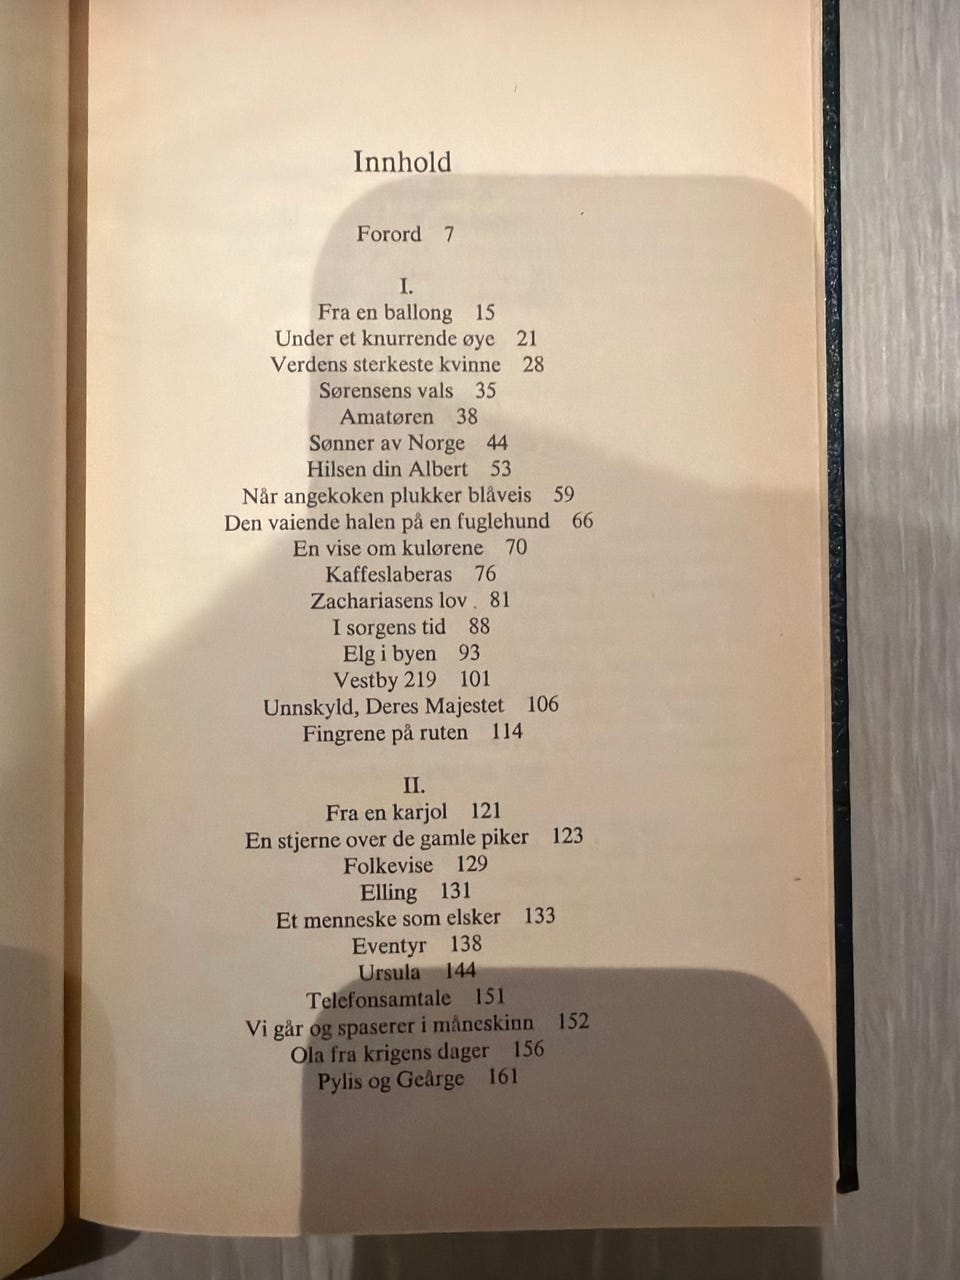 Innhold
Forord 7
I.
Fra en ballong 15
Under et knurrende øye 21
Verdens sterkeste kvinne 28
Sørensens vals 35
Amatøren 38
Sønner av Norge 44
Hilsen din Albert 53
Når angekoken plukker blåveis 59
Den vaiende halen på en fuglehund 66
En vise om kulørene 70
Kaffeslaberas 76
Zachariasens lov 81
I sorgens tid 88
Elg i byen 93
Vestby 219 101
Unnskyld, Deres Majestet 106
Fingrene på ruten 114
II.
Fra en karjol 121
En stjerne over de gamle piker 123
Folkevise 129
Elling 131
Et menneske som elsker 133
Eventyr 138
Ursula 144
Telefonsamtale 151
Vi går og spaserer i måneskinn 152
Ola fra krigens dager 156
Pylis og Geårge 161